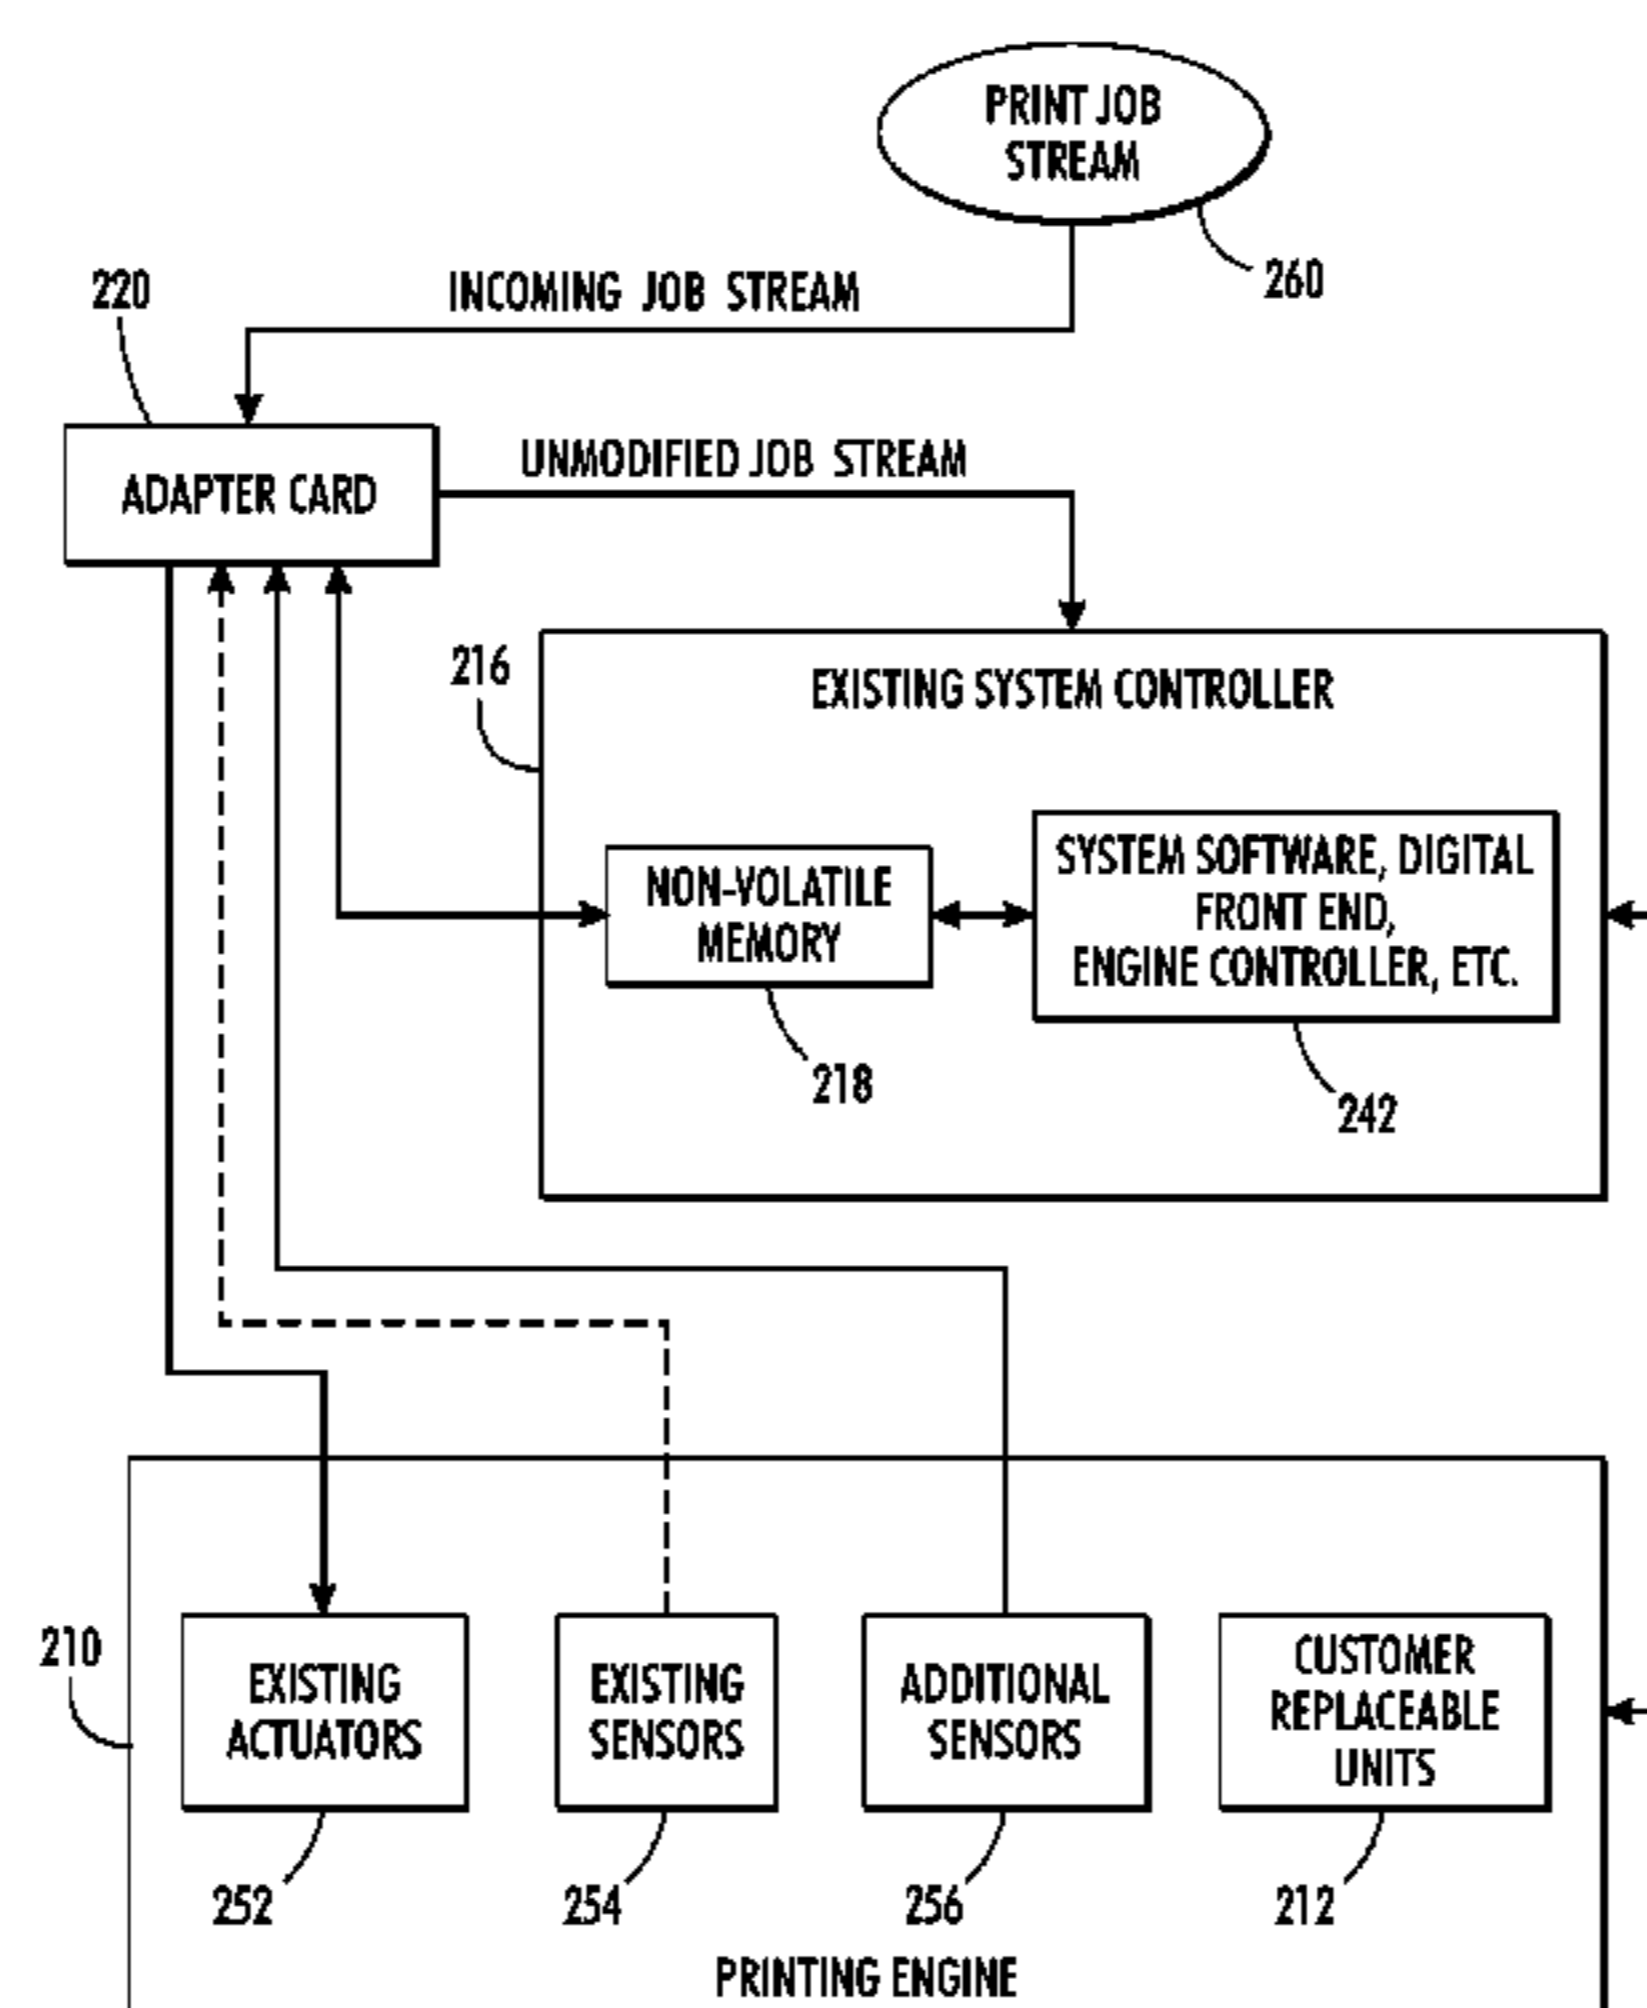 PRINT JOB
STREAM
260
INCOMING JOB STREAM
220
ADAPTER CARD
UNMODIFIED JOB STREAM
216
EXISTING SYSTEM CONTROLLER
NON-VOLATILE
MEMORY
218
SYSTEM SOFTWARE, DIGITAL
FRONT END,
ENGINE CONTROLLER, ETC.
242
210
EXISTING
ACTUATORS
252
EXISTING
SENSORS
254
ADDITIONAL
SENSORS
256
CUSTOMER
REPLACEABLE
UNITS
212
PRINTING ENGINE